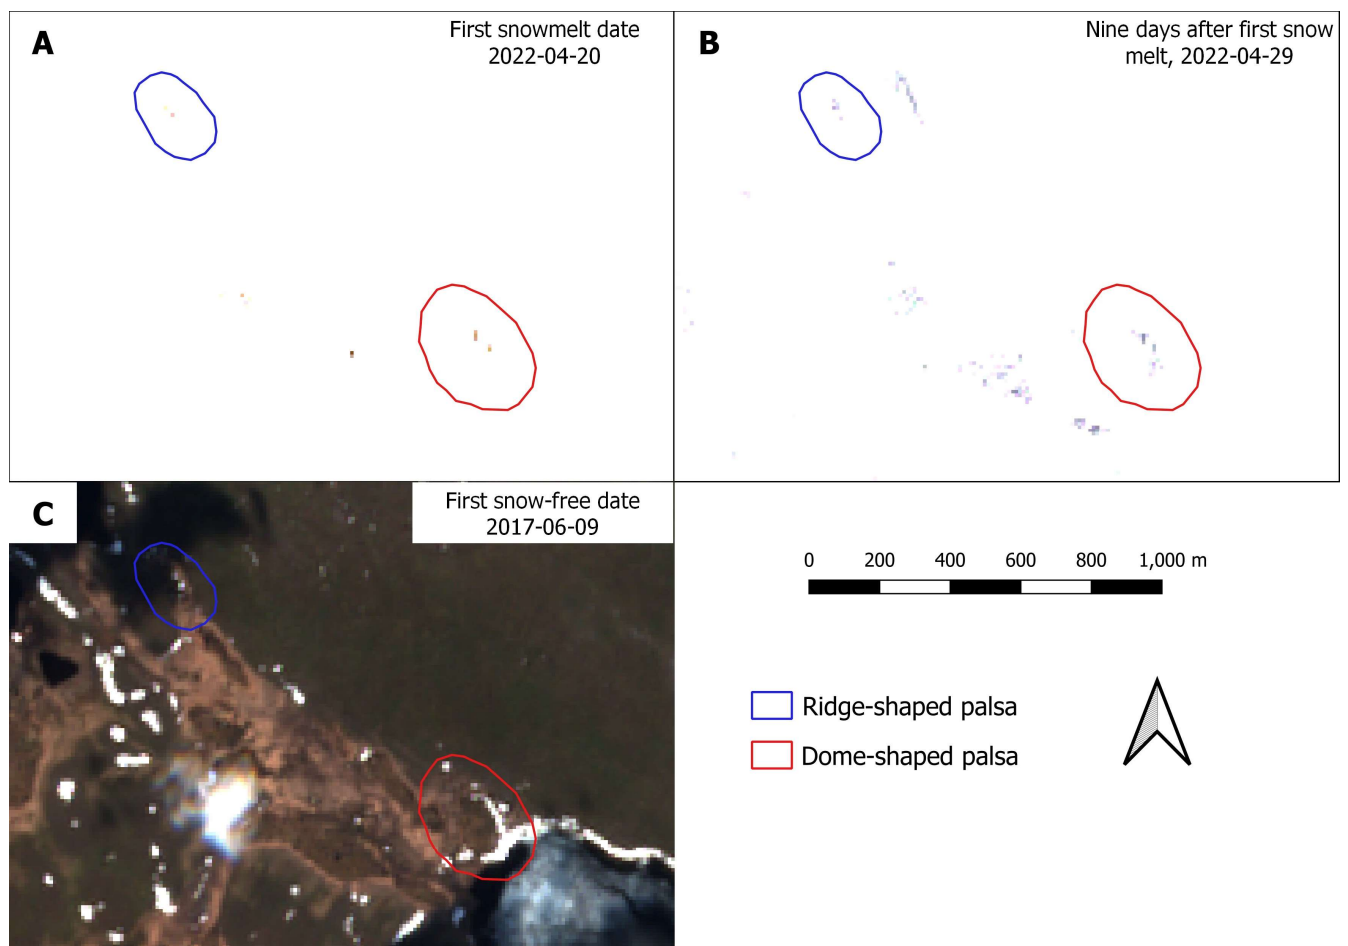 A
First snowmelt date
2022-04-20
B
Nine days after first snow
melt, 2022-04-29
C
First snow-free date
2017-06-09
0 200 400 600 800 1,000 m
Ridge-shaped palsa
Dome-shaped palsa